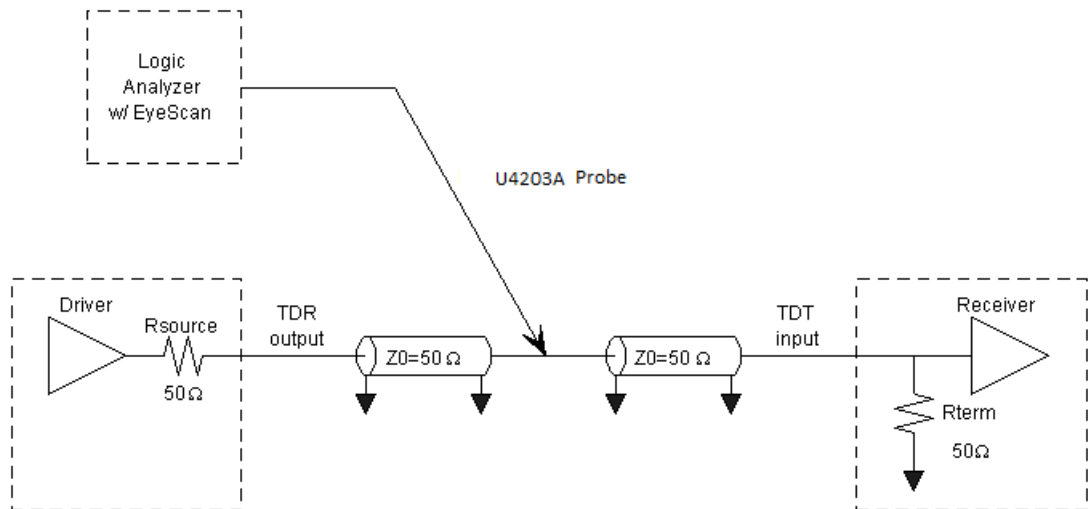 Logic
Analyzer
w/ EyeScan
U4203A Probe
Driver
Rsource
50Ω
TDR
output
Z0=50 Ω
Z0=50 Ω
TDT
input
Receiver
Rterm
50Ω